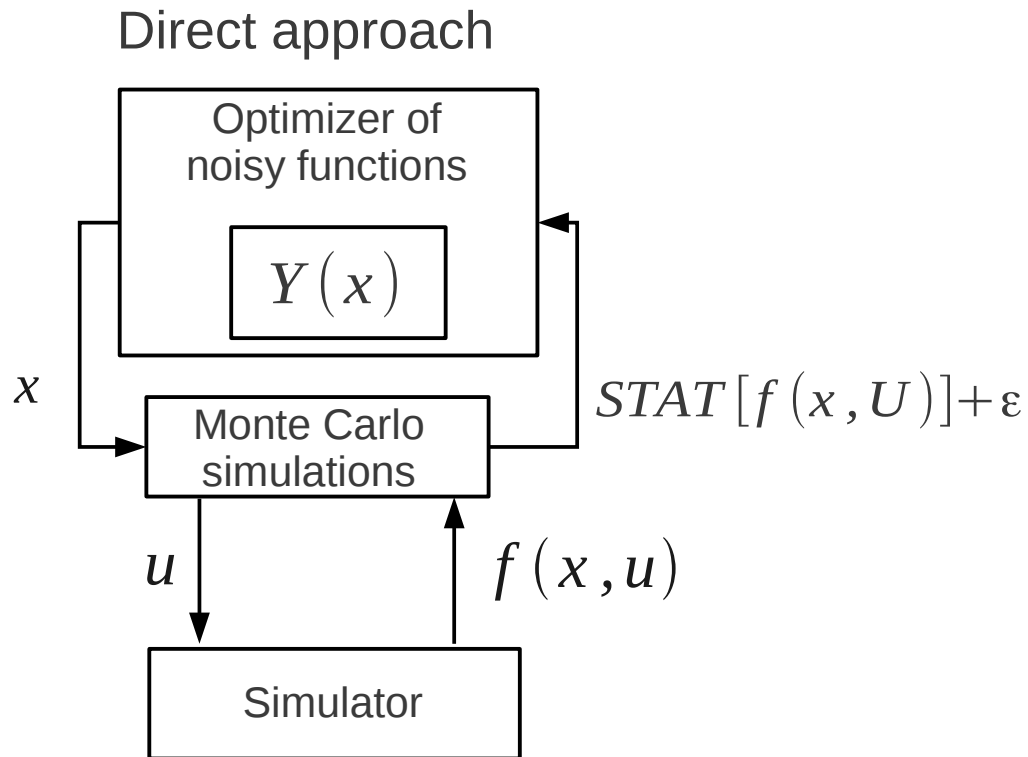 Direct approach
Optimizer of
noisy functions
Y(x)
x
STAT[f(x,U)]+ε
Monte Carlo
simulations
u
f(x,u)
Simulator